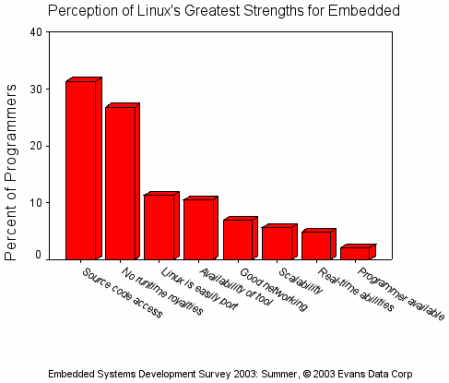 Perception of Linux's Greatest Strengths for Embedded
Percent of Programmers
40
30
20
10
0
Source code access
No runtime royalties
Linux is easily port
Availability of tool
Good networking
Scalability
Real-time abilities
Programmer available
Embedded Systems Development Survey 2003: Summer, © 2003 Evans Data Corp